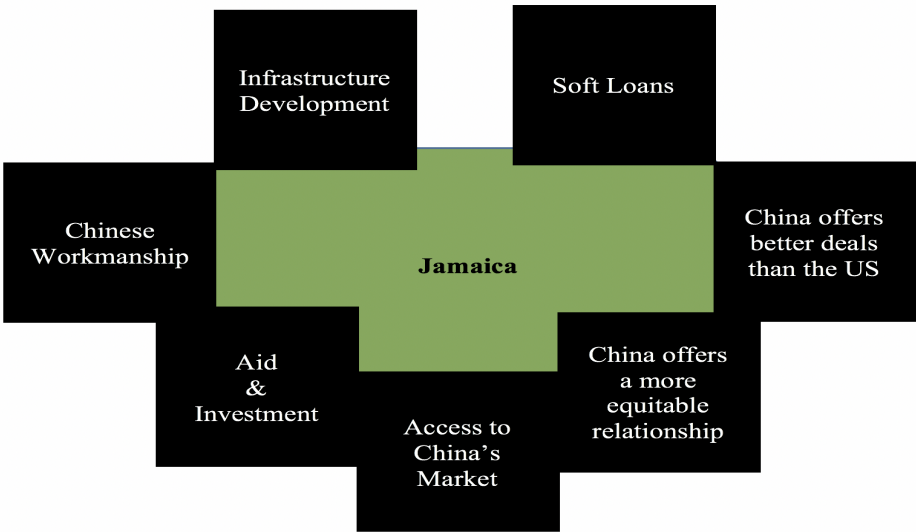 Infrastructure
Development
Soft Loans
Chinese
Workmanship
Jamaica
China offers
better deals
than the US
Aid
&
Investment
Access to
China’s
Market
China offers
a more
equitable
relationship